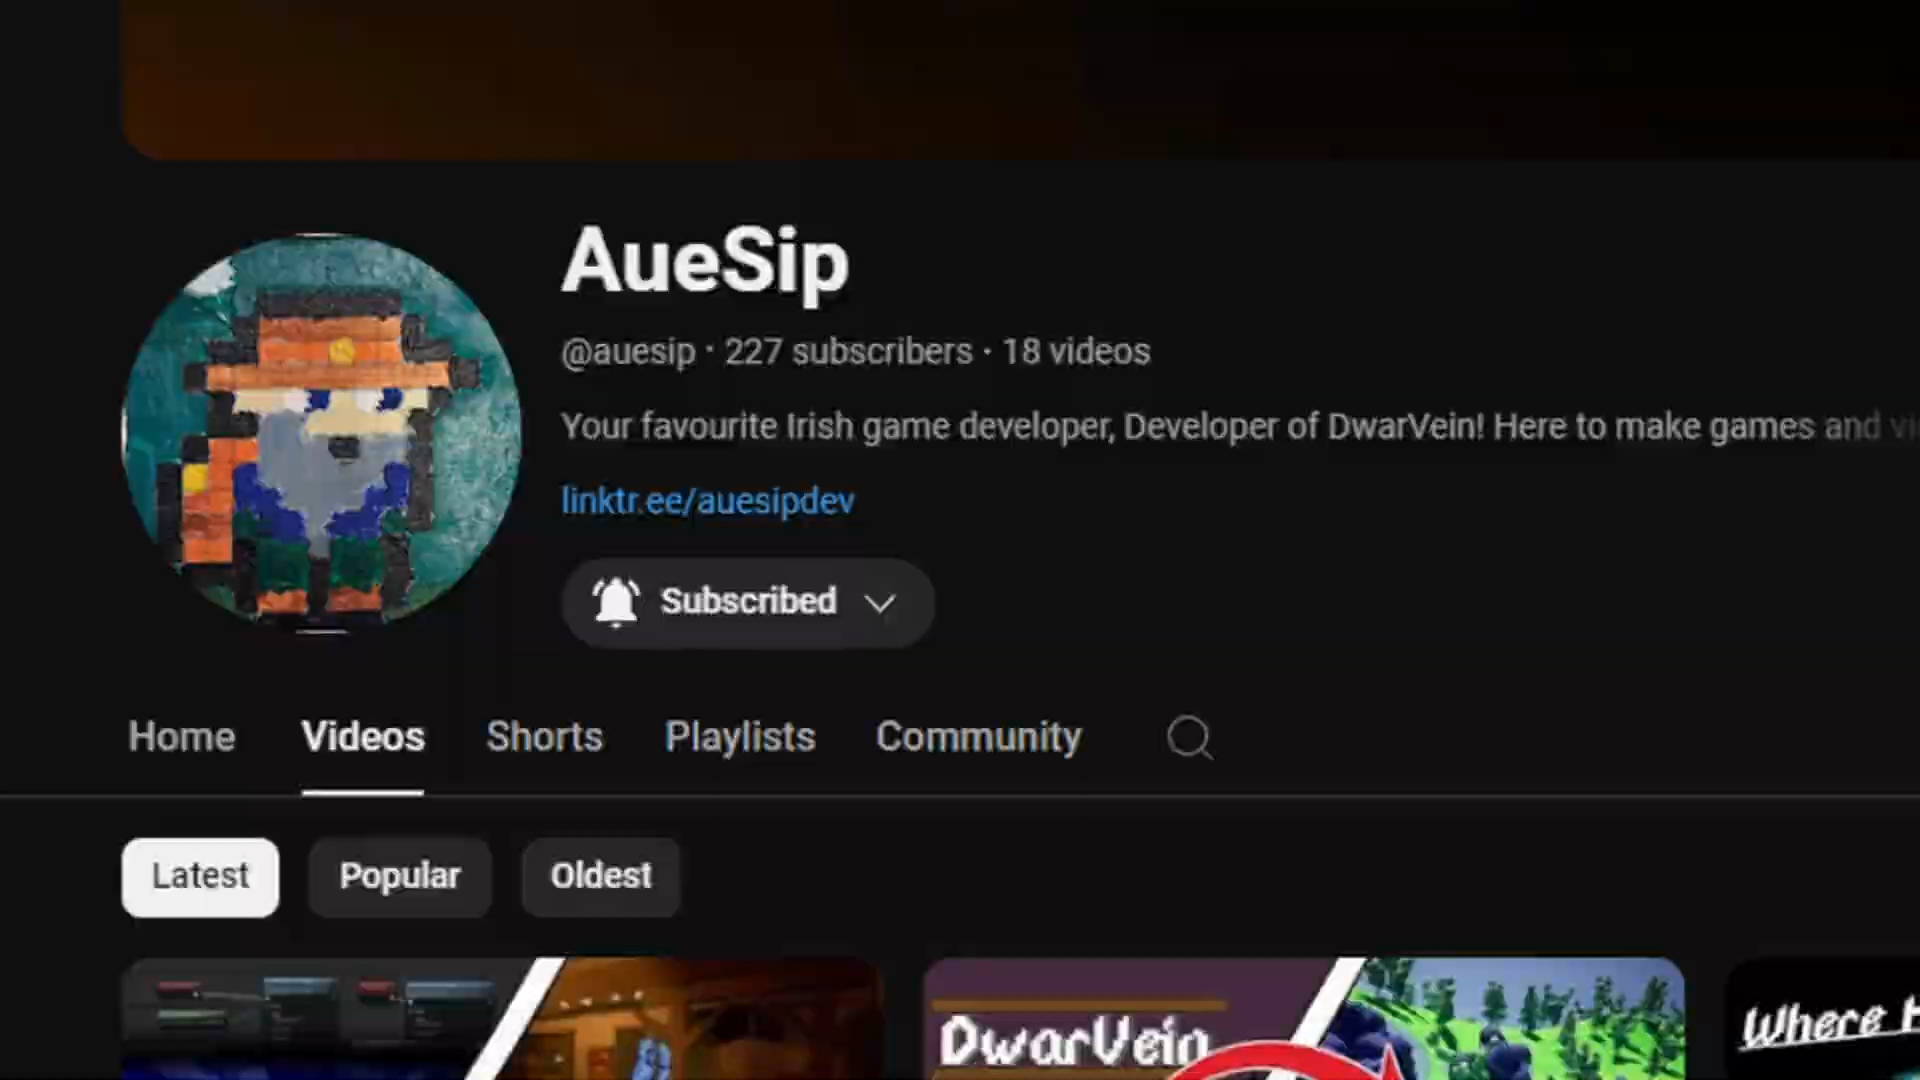 AueSip
@auesip · 227 subscribers · 18 videos
Your favourite Irish game developer, Developer of DwarVein! Here to make games and
linktr.ee/auesipdev
Subscribed
Home Videos Shorts Playlists Community
Latest Popular Oldest
DwarVein
Where